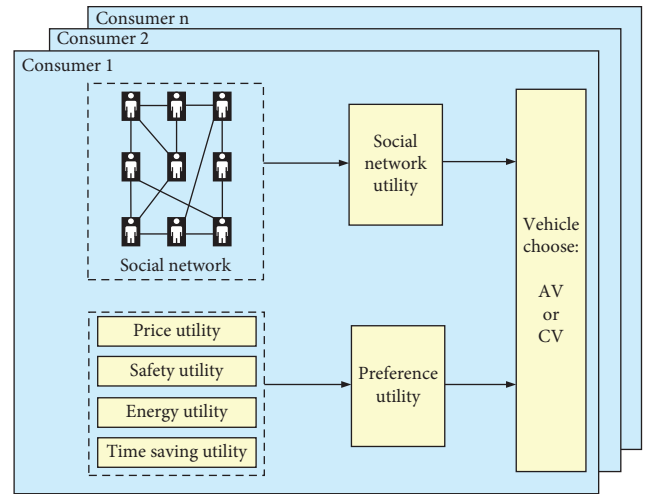 Consumer n
Consumer 2
Consumer 1
Social network
Social
network
utility
Price utility
Safety utility
Energy utility
Time saving utility
Preference
utility
Vehicle
choose:
AV
or
CV